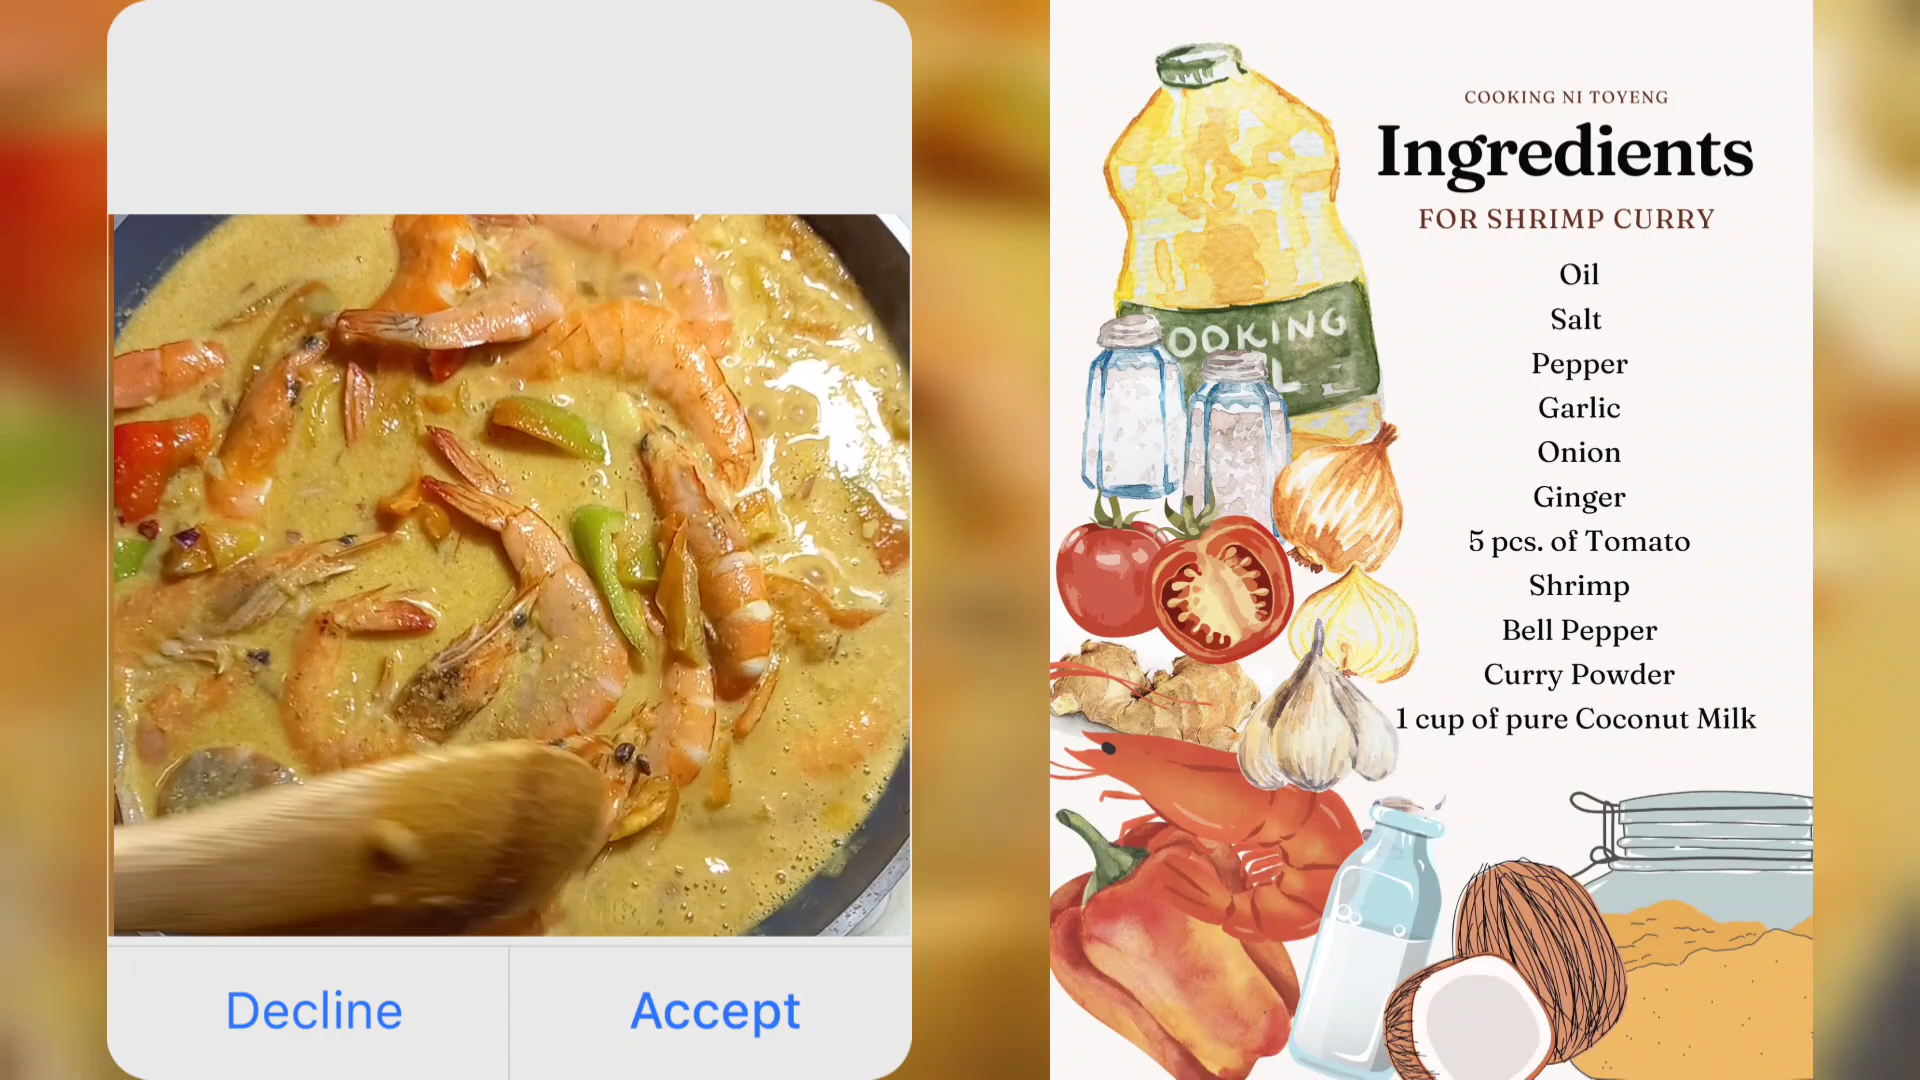 Decline
Accept
COOKING NI TOYENG
Ingredients
FOR SHRIMP CURRY
Oil
Salt
Pepper
Garlic
Onion
Ginger
5 pcs. of Tomato
Shrimp
Bell Pepper
Curry Powder
1 cup of pure Coconut Milk
OOKING
L